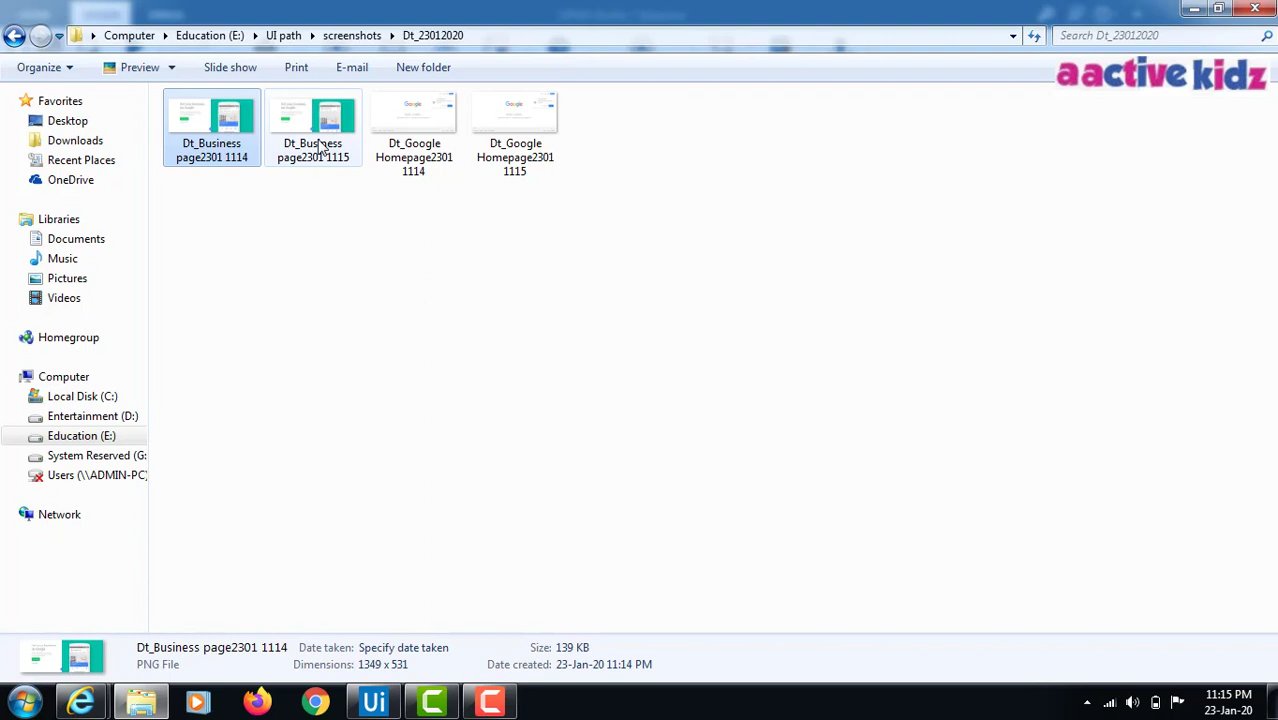 Computer Education (E:) UI path screenshots Dt_23012020 Search Dt_23012020
Organize Preview Slide show Print E-mail New folder
aactive kidz
Favorites
Desktop
Downloads
Recent Places
OneDrive
Libraries
Documents
Music
Pictures
Videos
Homegroup
Computer
Local Disk (C:)
Entertainment (D:)
Education (E:)
System Reserved (G:
Users (\\ADMIN-PC)
Network
Dt_Business
page2301 1114
Dt_Business
page2301 1115
Dt_Google
Homepage2301
1114
Dt_Google
Homepage2301
1115
Google
Google
Dt_Business page2301 1114 Date taken: Specify date taken Size: 139 KB
PNG File Dimensions: 1349 x 531 Date created: 23-Jan-20 11:14 PM
Ui
11:15 PM
23-Jan-20